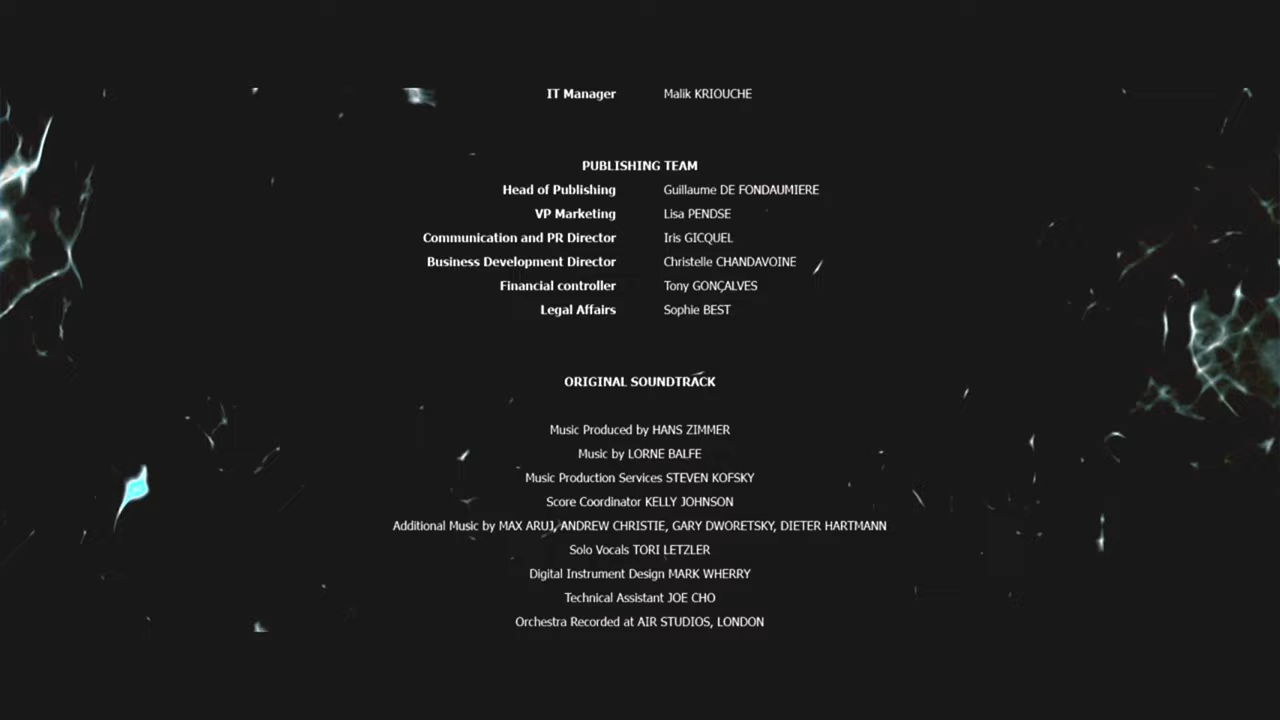 IT Manager Malik KRIOUCHE
PUBLISHING TEAM
Head of Publishing Guillaume DE FONDAUMIERE
VP Marketing Lisa PENDSE
Communication and PR Director Iris GICQUEL
Business Development Director Christelle CHANDAVOINE
Financial controller Tony GONÇALVES
Legal Affairs Sophie BEST
ORIGINAL SOUNDTRACK
Music Produced by HANS ZIMMER
Music by LORNE BALFE
Music Production Services STEVEN KOFSKY
Score Coordinator KELLY JOHNSON
Additional Music by MAX ARUJ, ANDREW CHRISTIE, GARY DWORETSKY, DIETER HARTMANN
Solo Vocals TORI LETZLER
Digital Instrument Design MARK WHERRY
Technical Assistant JOE CHO
Orchestra Recorded at AIR STUDIOS, LONDON